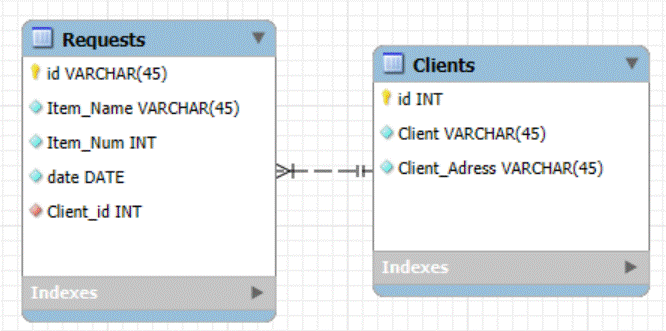 Requests
id VARCHAR(45)
Item_Name VARCHAR(45)
Item_Num INT
date DATE
Client_id INT
Indexes
Clients
id INT
Client VARCHAR(45)
Client_Adress VARCHAR(45)
Indexes